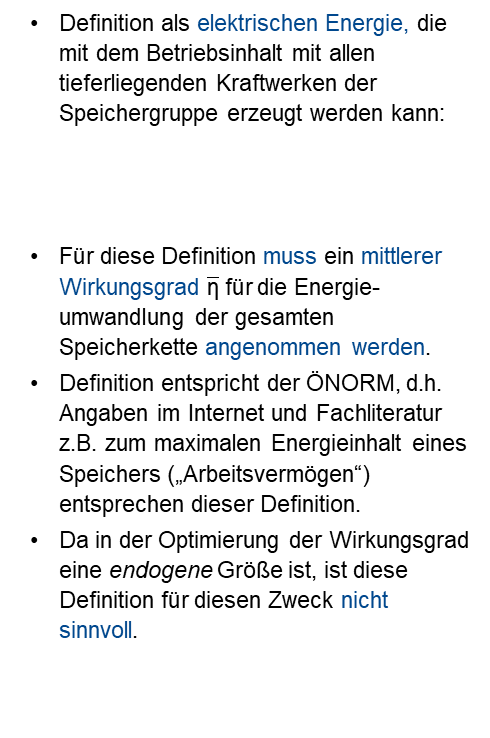 • Definition als elektrischen Energie, die
mit dem Betriebsinhalt mit allen
tieferliegenden Kraftwerken der
Speichergruppe erzeugt werden kann:
• Für diese Definition muss ein mittlerer
Wirkungsgrad η̅ für die Energie-
umwandlung der gesamten
Speicherkette angenommen werden.
• Definition entspricht der ÖNORM, d.h.
Angaben im Internet und Fachliteratur
z.B. zum maximalen Energieinhalt eines
Speichers („Arbeitsvermögen“)
entsprechen dieser Definition.
• Da in der Optimierung der Wirkungsgrad
eine endogene Größe ist, ist diese
Definition für diesen Zweck nicht
sinnvoll.